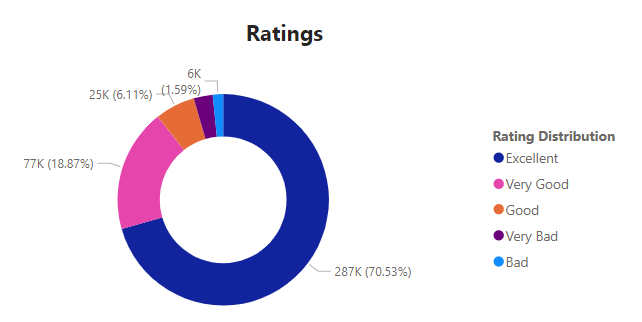 Ratings
6K
(1.59%)
25K (6.11%)
77K (18.87%)
287K (70.53%)
Rating Distribution
Excellent
Very Good
Good
Very Bad
Bad